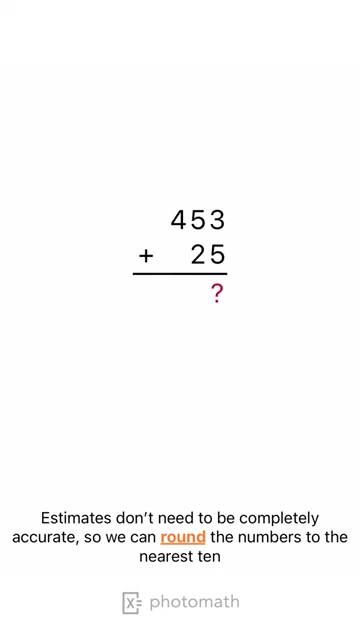 453
+ 25
?
Estimates don't need to be completely
accurate, so we can round the numbers to the
nearest ten
photomath